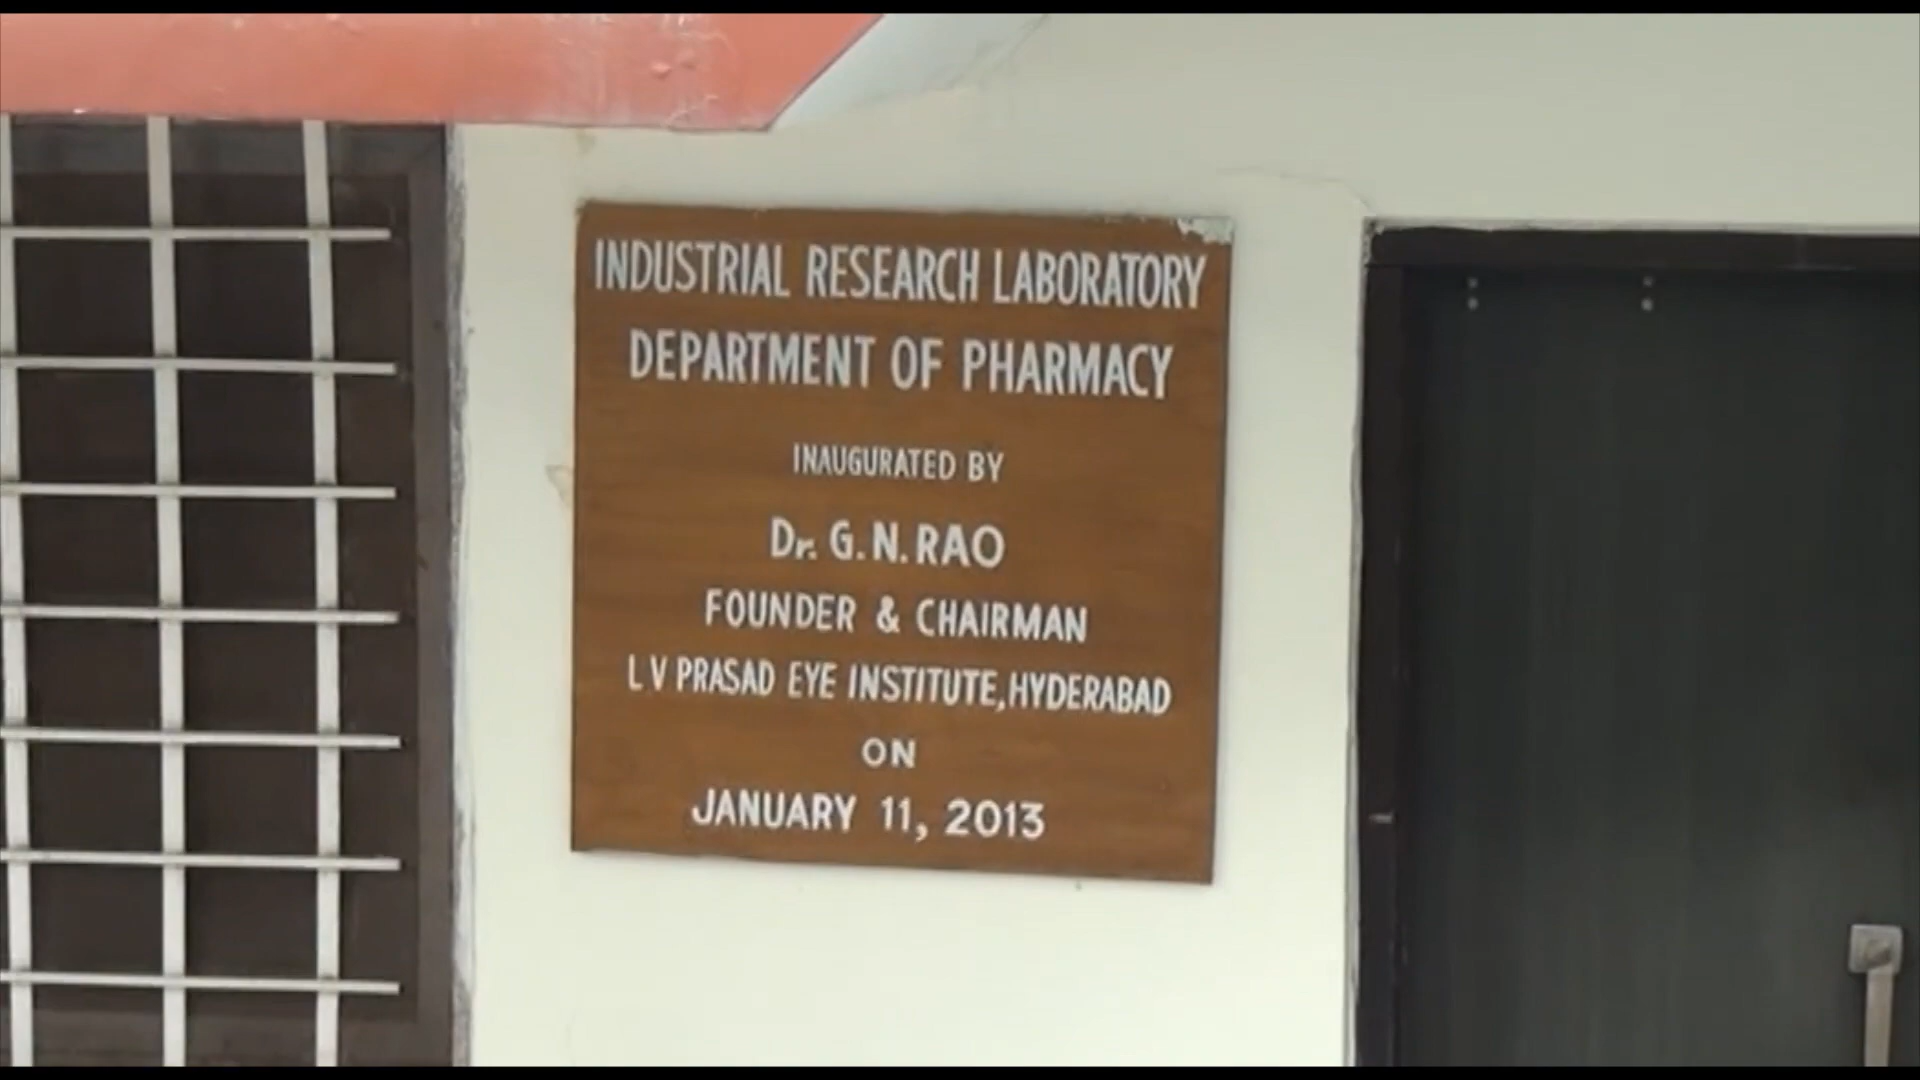 INDUSTRIAL RESEARCH LABORATORY
DEPARTMENT OF PHARMACY
INAUGURATED BY
Dr. G. N. RAO
FOUNDER & CHAIRMAN
L V PRASAD EYE INSTITUTE, HYDERABAD
ON
JANUARY 11, 2013